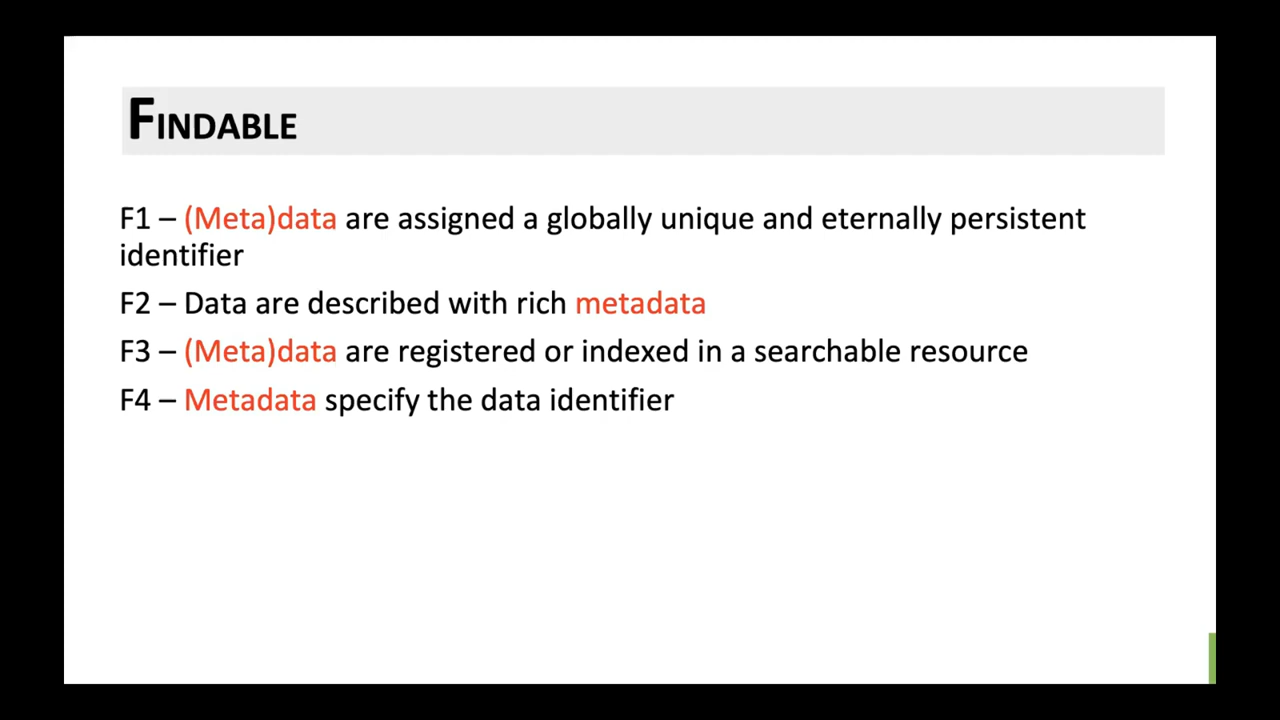 FINDABLE
F1 – (Meta)data are assigned a globally unique and eternally persistent
identifier
F2 – Data are described with rich metadata
F3 – (Meta)data are registered or indexed in a searchable resource
F4 – Metadata specify the data identifier